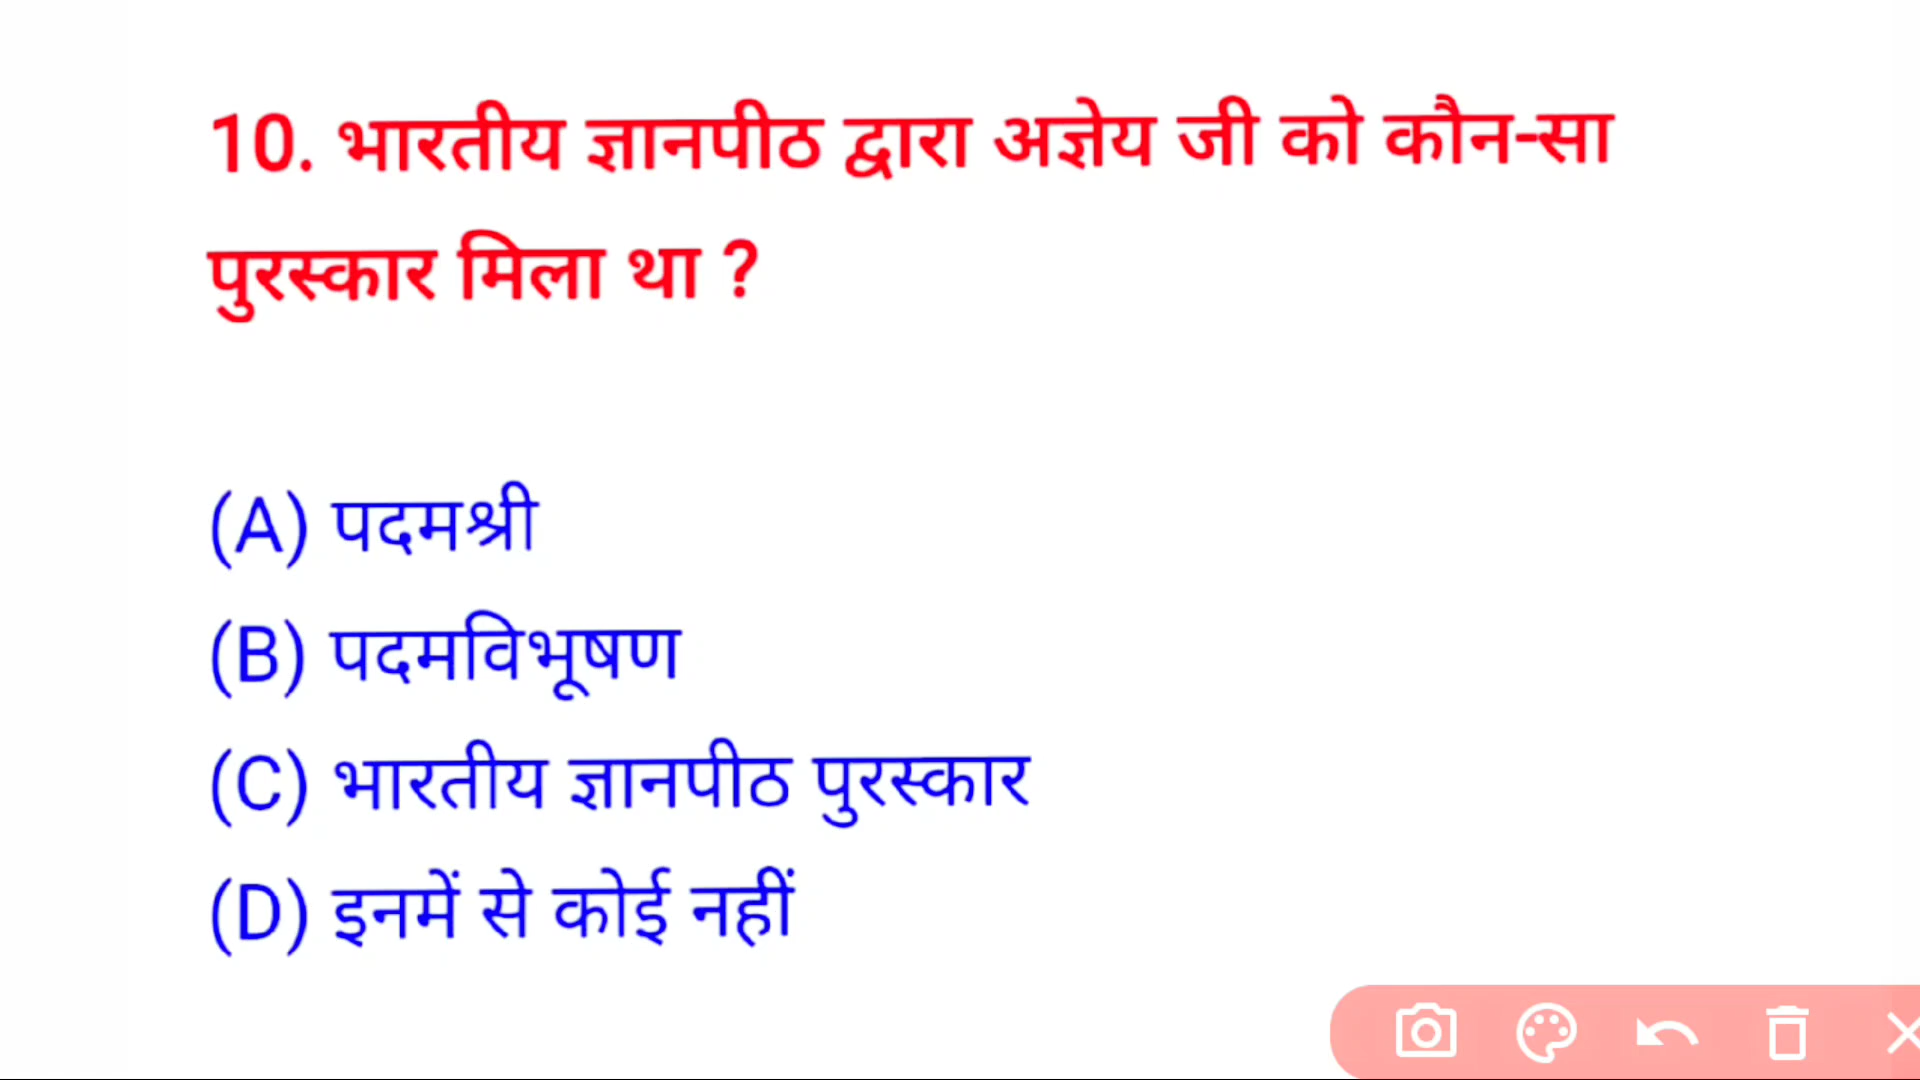 10. भारतीय ज्ञानपीठ द्वारा अज्ञेय जी को कौन-सा
पुरस्कार मिला था ?
(A) पदमश्री
(B) पदमविभूषण
(C) भारतीय ज्ञानपीठ पुरस्कार
(D) इनमें से कोई नहीं